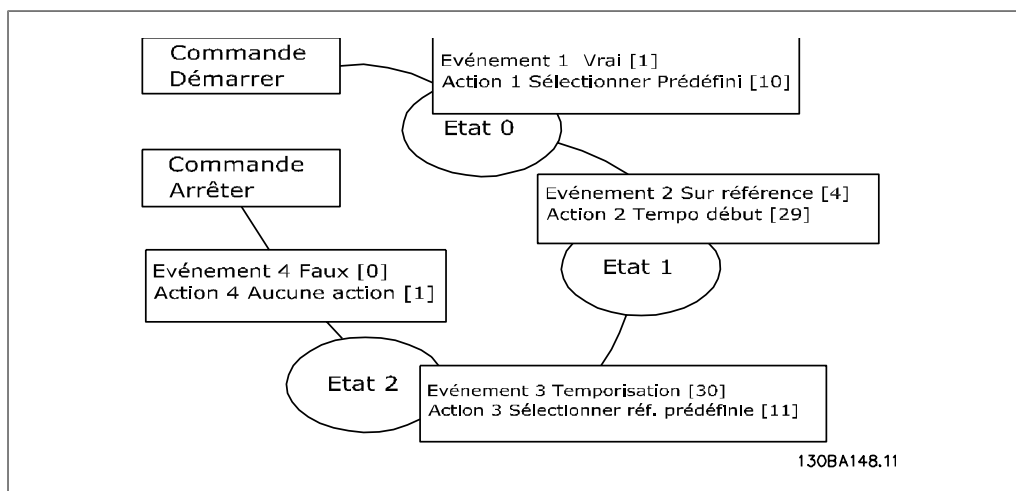 Commande
Démarrer
Evénement 1 Vrai [1]
Action 1 Sélectionner Prédéfini [10]
Etat 0
Commande
Arrêter
Evénement 2 Sur référence [4]
Action 2 Tempo début [29]
Etat 1
Evénement 4 Faux [0]
Action 4 Aucune action [1]
Etat 2
Evénement 3 Temporisation [30]
Action 3 Sélectionner réf. prédéfinie [11]
130BA148.11